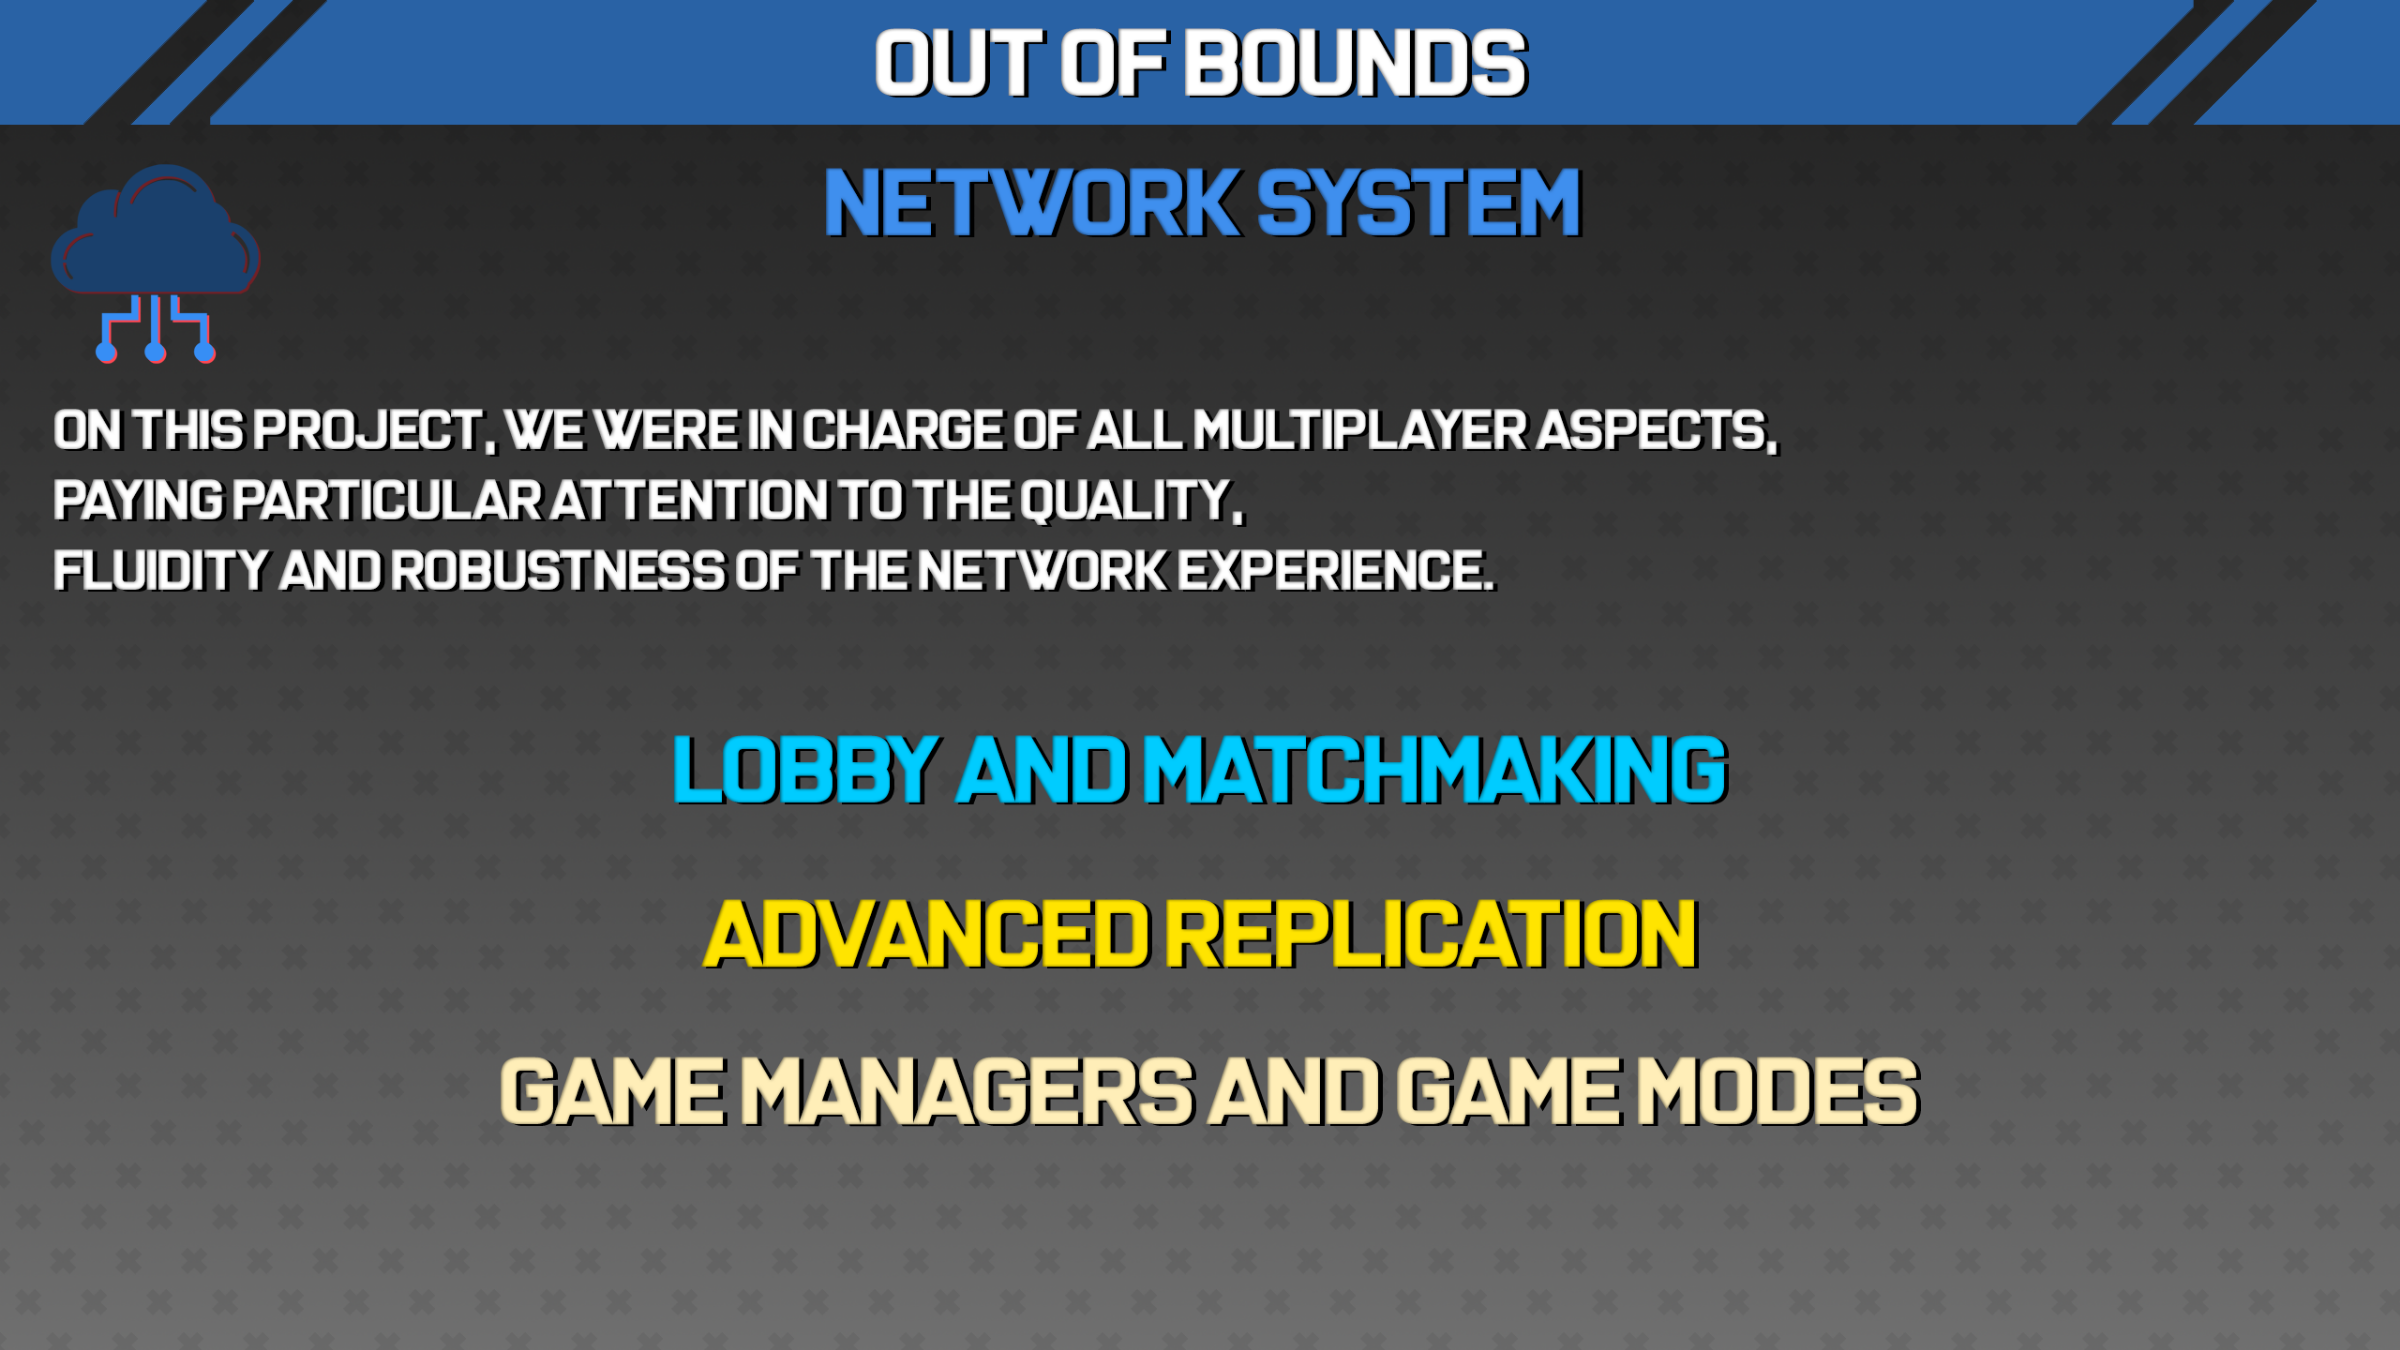 OUT OF BOUNDS
NETWORK SYSTEM
ON THIS PROJECT, WE WERE IN CHARGE OF ALL MULTIPLAYER ASPECTS,
PAYING PARTICULAR ATTENTION TO THE QUALITY,
FLUIDITY AND ROBUSTNESS OF THE NETWORK EXPERIENCE.
LOBBY AND MATCHMAKING
ADVANCED REPLICATION
GAME MANAGERS AND GAME MODES